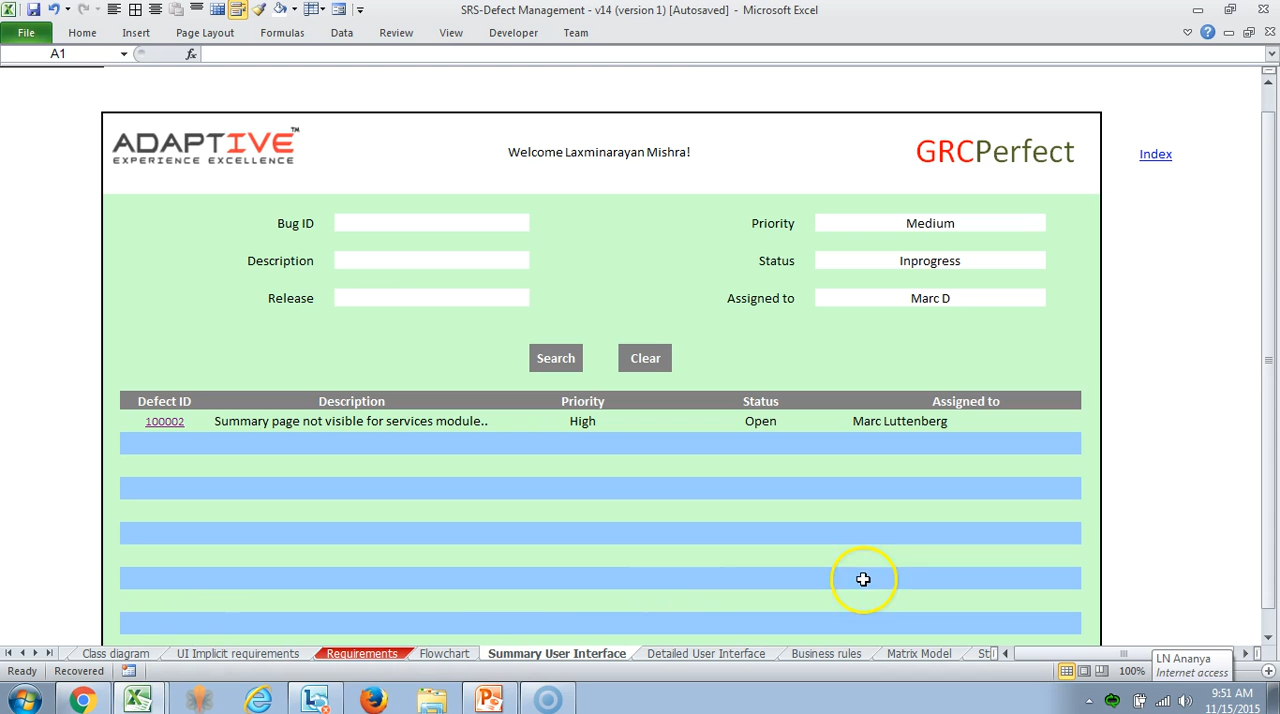 SRS-Defect Management - v14 (version 1) [Autosaved] - Microsoft Excel
File Home Insert Page Layout Formulas Data Review View Developer Team
A1 fx
ADAPTIVE™
EXPERIENCE EXCELLENCE
Welcome Laxminarayan Mishra!
GRCPerfect
Index
Bug ID Priority Medium
Description Status Inprogress
Release Assigned to Marc D
Search Clear
Defect ID Description Priority Status Assigned to
100002 Summary page not visible for services module.. High Open Marc Luttenberg
Class diagram UI Implicit requirements Requirements Flowchart Summary User Interface Detailed User Interface Business rules Matrix Model St
Ready Recovered 100%
LN Ananya
Internet access
9:51 AM
11/15/2015